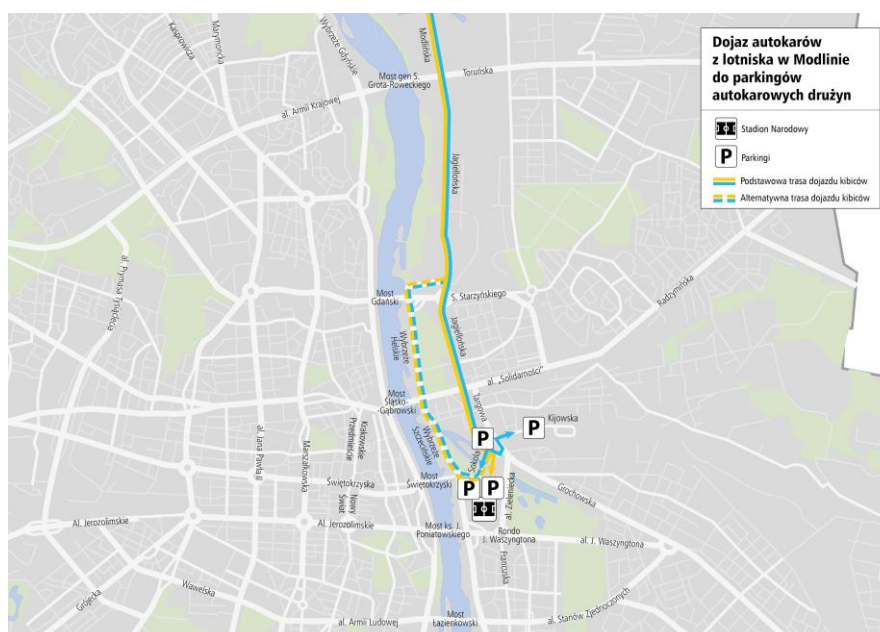 Dojaz autokarów
z lotniska w Modlinie
do parkingów
autokarowych drużyn
Stadion Narodowy
P
Parkingi
Podstawowa trasa dojazdu kibiców
Alternatywna trasa dojazdu kibiców
Kasprowicza
Marymoncka
Wybrzeże Gdyńskie
Modlińska
Most gen S.
Grota-Roweckiego
Toruńska
al. Armii Krajowej
Jagiellońska
al. Prymasa Tysiąclecia
Most
Gdański
S. Starzyńskiego
Radzymińska
Wybrzeże
Helskie
Jagiellońska
al. „Solidarności”
Most
Śląsko-
-Gąbrowski
Targowa
Kijowska
P
P
al. Jana Pawła II
Marszałkowska
Krakowskie
Przedmieście
Wybrzeże
Szczecińskie
Sokola
Świętokrzyska
Nowy
Świat
Most
Świętokrzyski
P
P
al. Zieleniecka
Grochowska
Al. Jerozolimskie
Al. Jerozolimskie
Most ks. J.
Poniatowskiego
Rondo
J. Waszyngtona
al. J. Waszyngtona
Francuska
Grójecka
Wawelska
al. Armii Ludowej
Most
Łazienkowski
al. Stanów Zjednoczonych